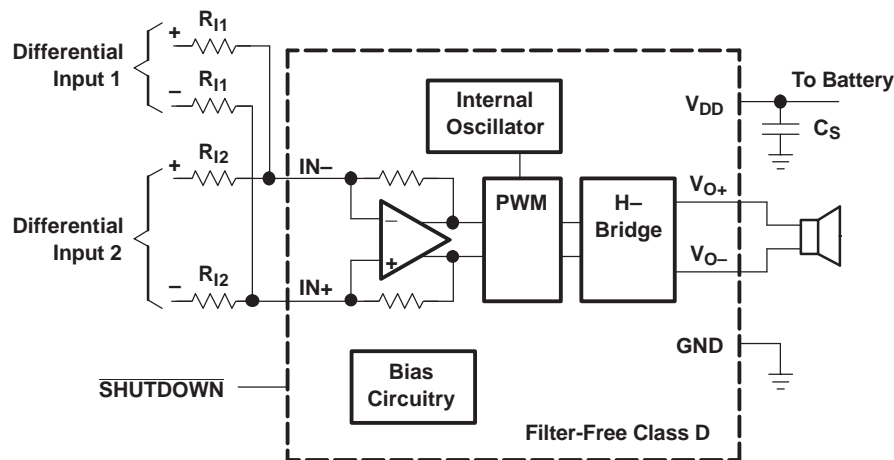 Differential
Input 1
+
R_I1
−
R_I1
Differential
Input 2
+
R_I2
−
R_I2
IN−
IN+
−
+
Internal
Oscillator
PWM
H−
Bridge
V_DD
To Battery
C_S
V_O+
V_O−
GND
SHUTDOWN
Bias
Circuitry
Filter-Free Class D